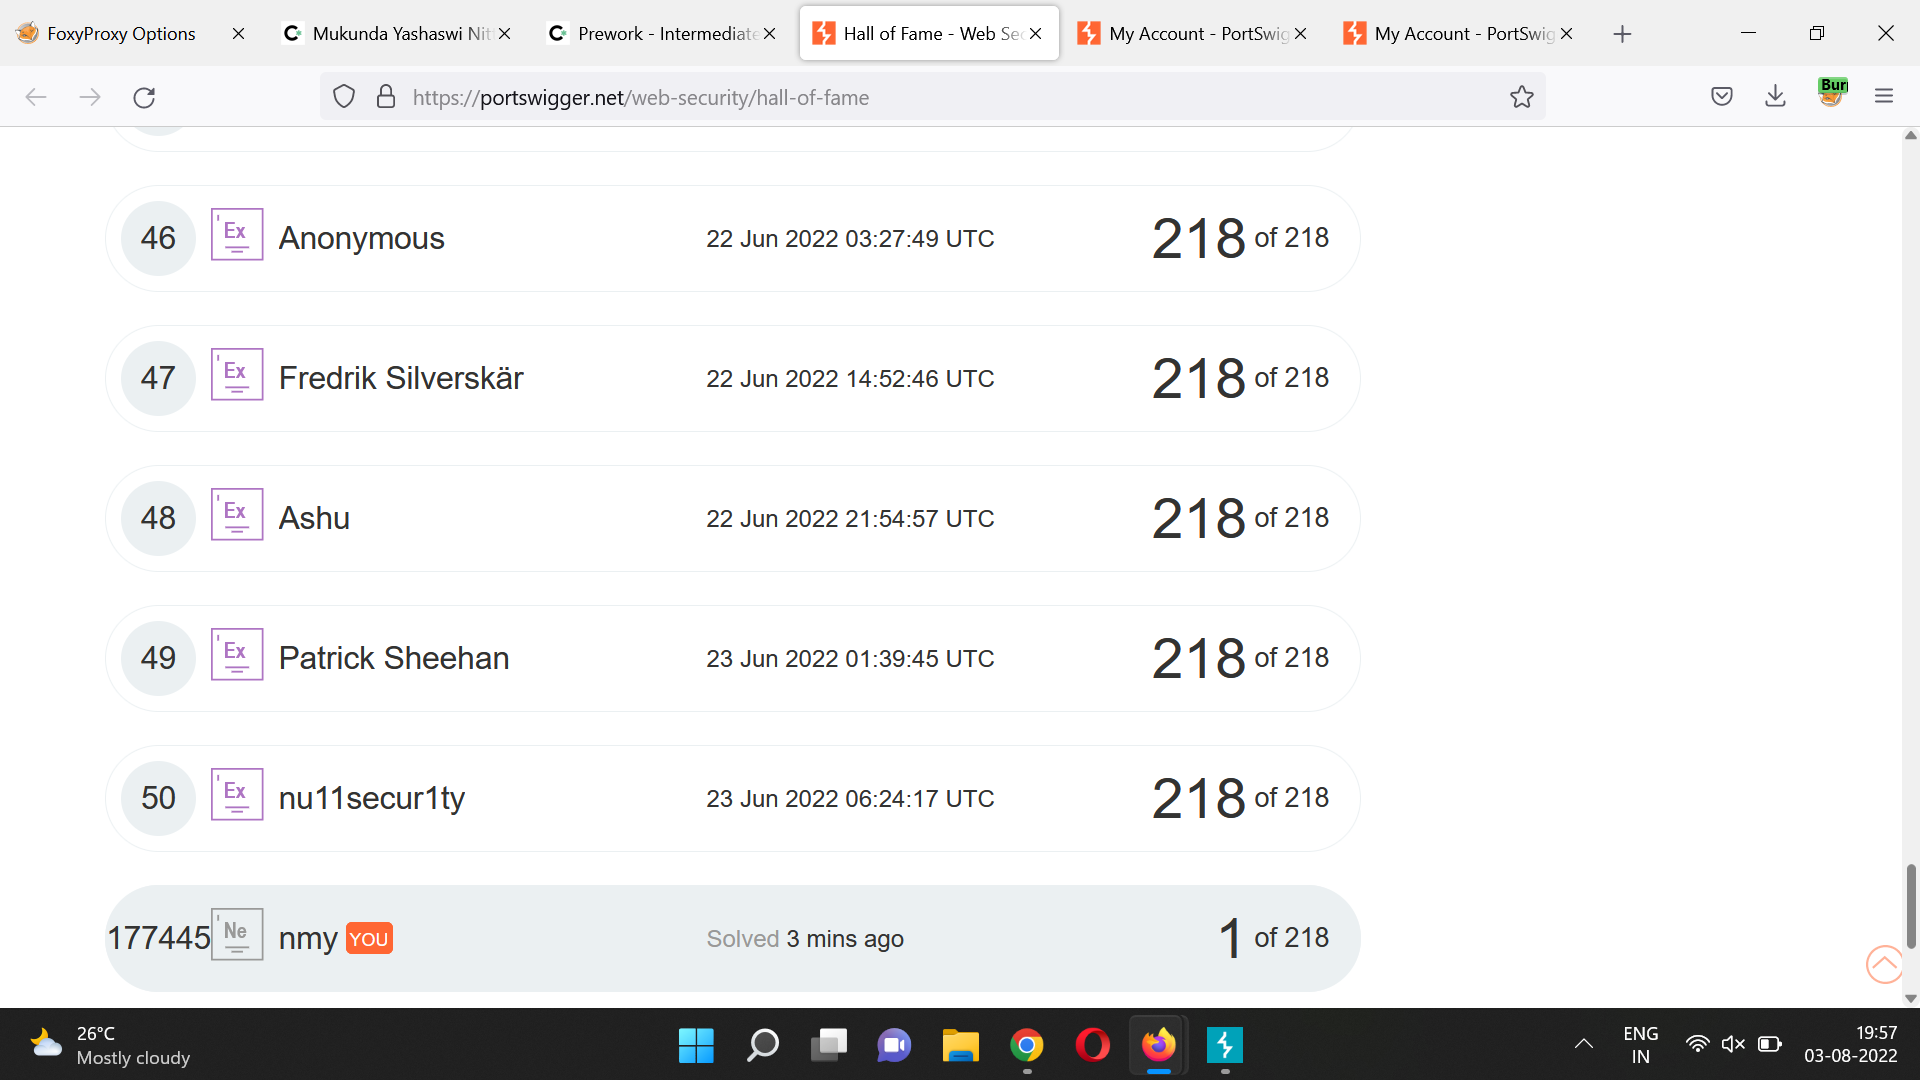 FoxyProxy Options
Mukunda Yashaswi Nit
Prework - Intermediate
Hall of Fame - Web Sec
My Account - PortSwig
My Account - PortSwig
https://portswigger.net/web-security/hall-of-fame
Bur
46 Ex Anonymous 22 Jun 2022 03:27:49 UTC 218 of 218
47 Ex Fredrik Silverskär 22 Jun 2022 14:52:46 UTC 218 of 218
48 Ex Ashu 22 Jun 2022 21:54:57 UTC 218 of 218
49 Ex Patrick Sheehan 23 Jun 2022 01:39:45 UTC 218 of 218
50 Ex nu11secur1ty 23 Jun 2022 06:24:17 UTC 218 of 218
177445 Ne nmy YOU Solved 3 mins ago 1 of 218
26°C
Mostly cloudy
ENG
IN
19:57
03-08-2022